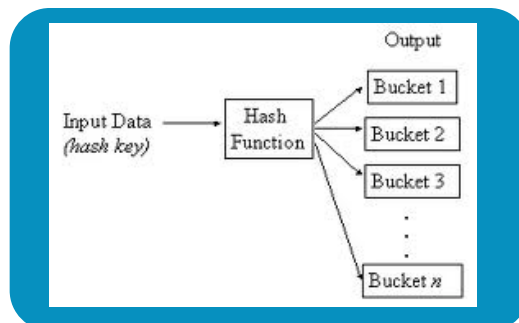 Output
Input Data
(hash key)
Hash
Function
Bucket 1
Bucket 2
Bucket 3
Bucket n